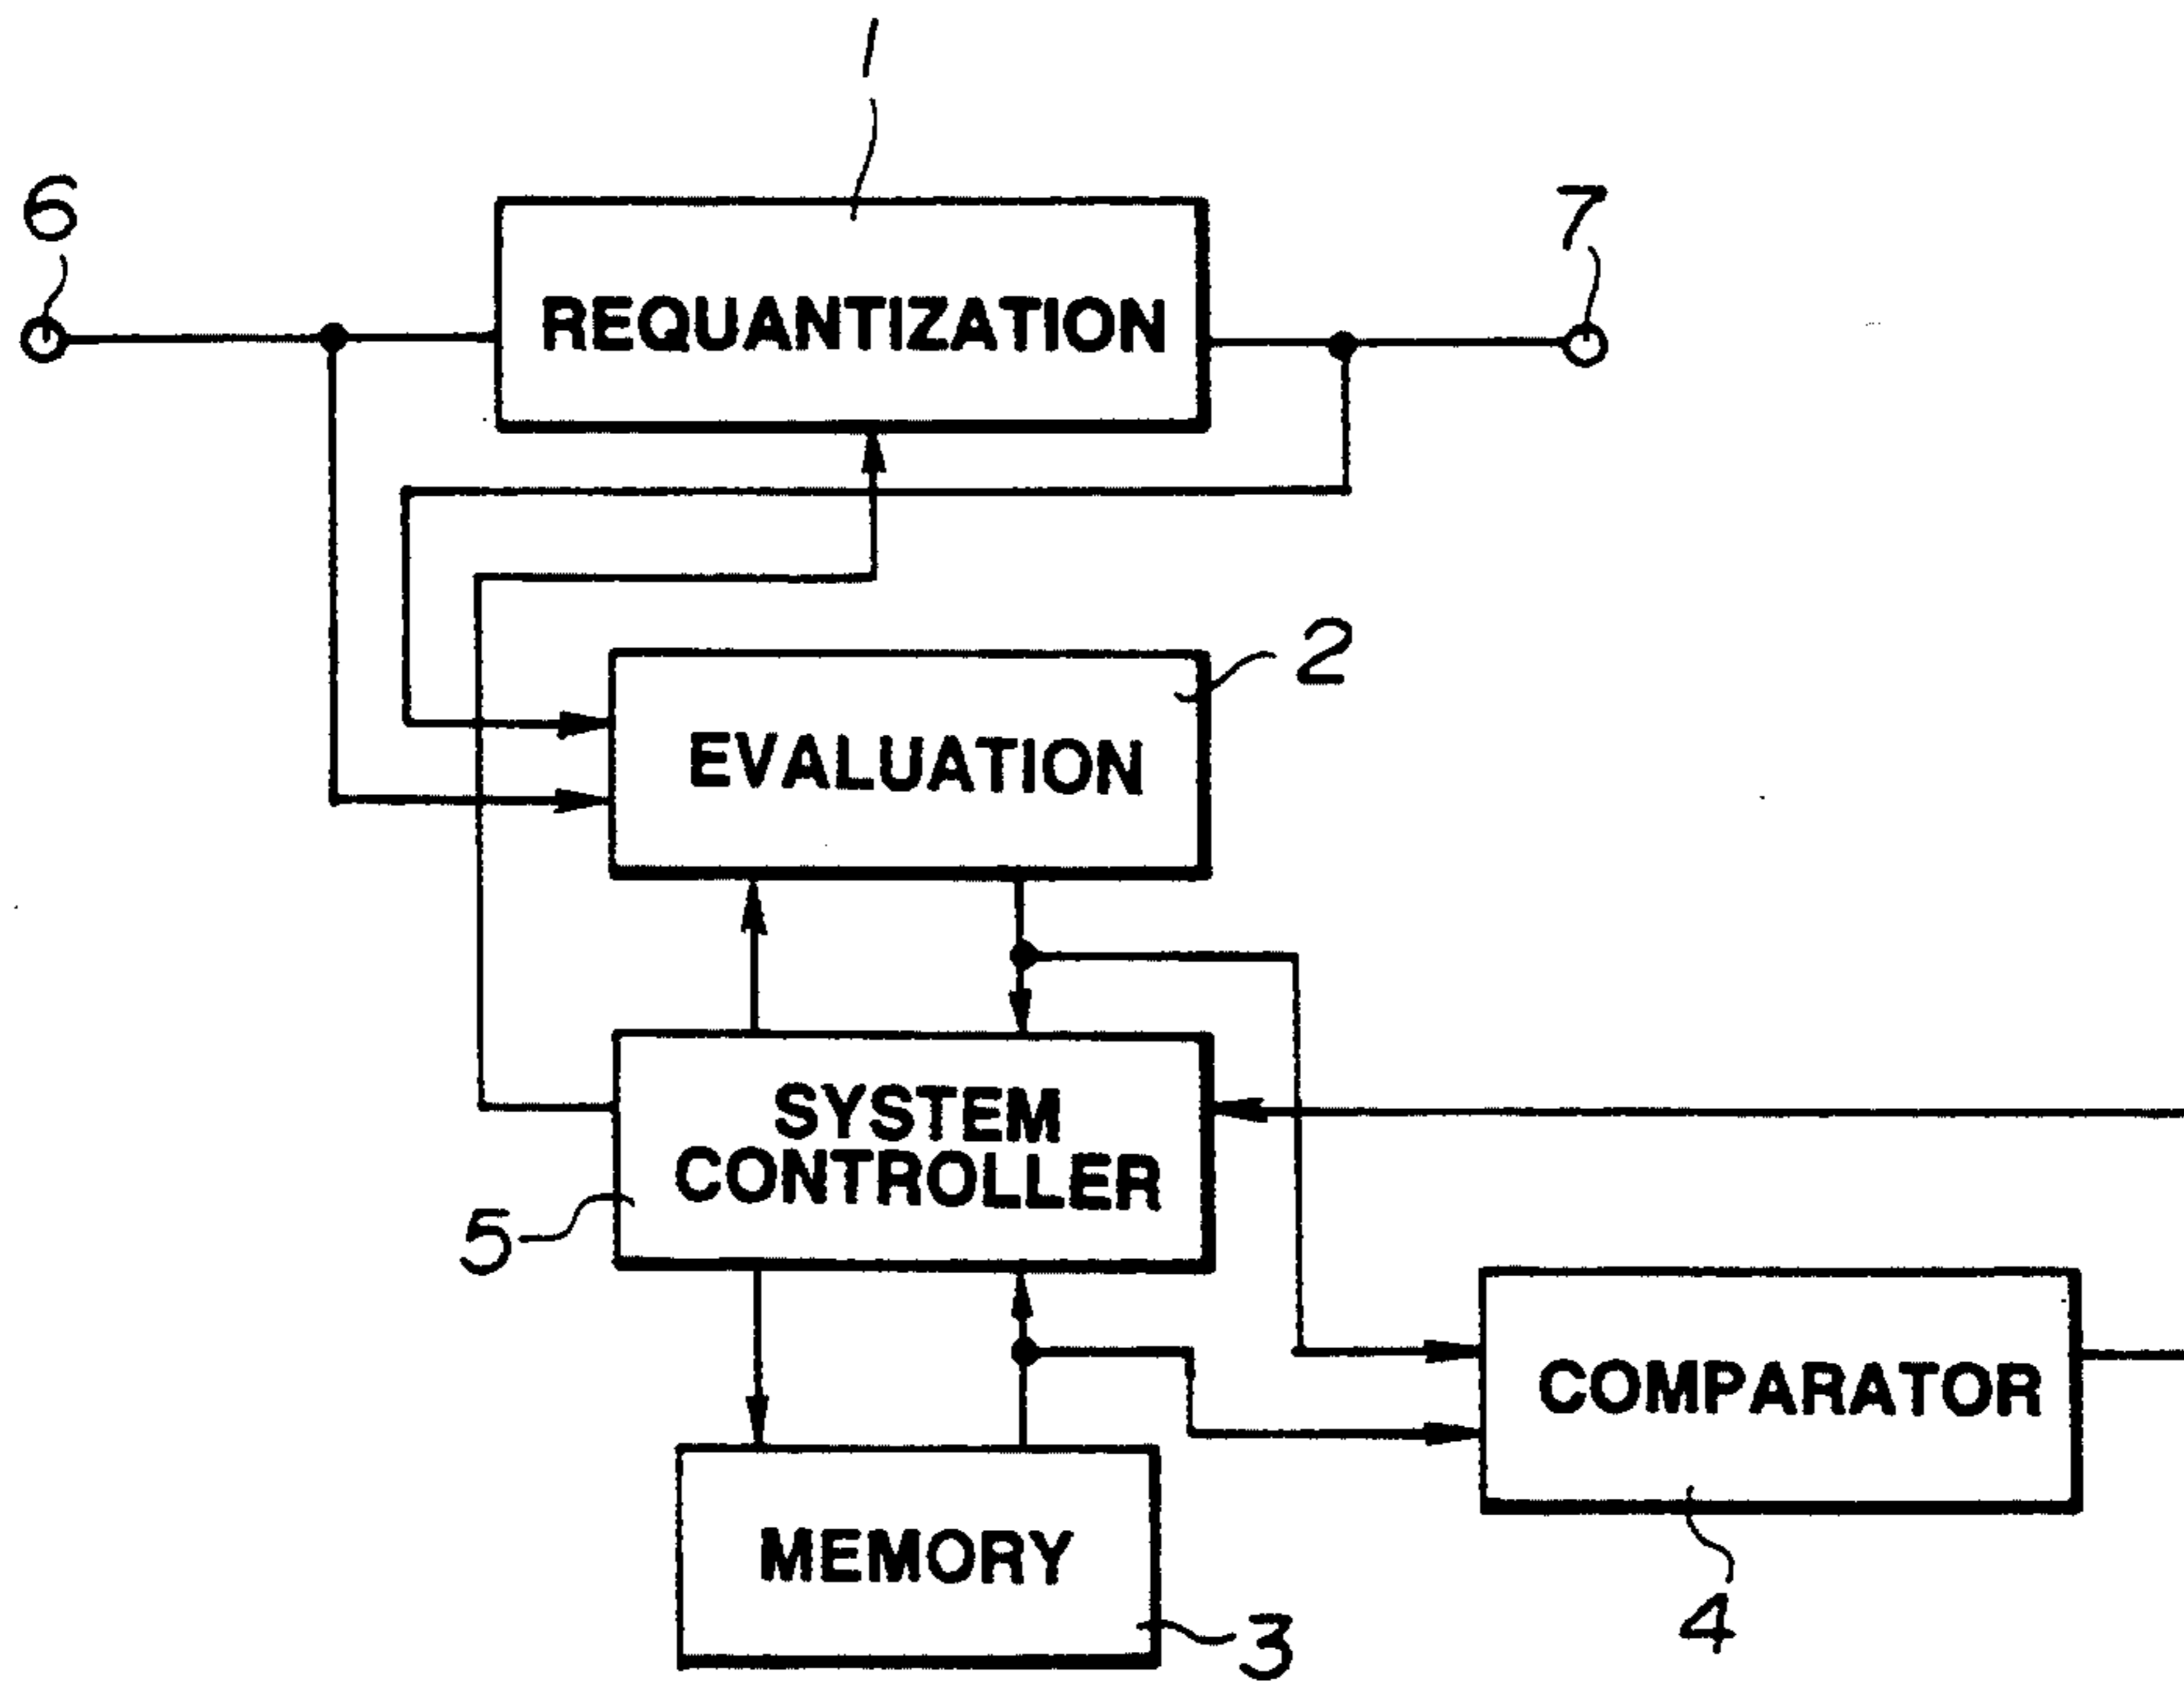 1
6
7
REQUANTIZATION
2
EVALUATION
SYSTEM
CONTROLLER
5
COMPARATOR
MEMORY
3
4